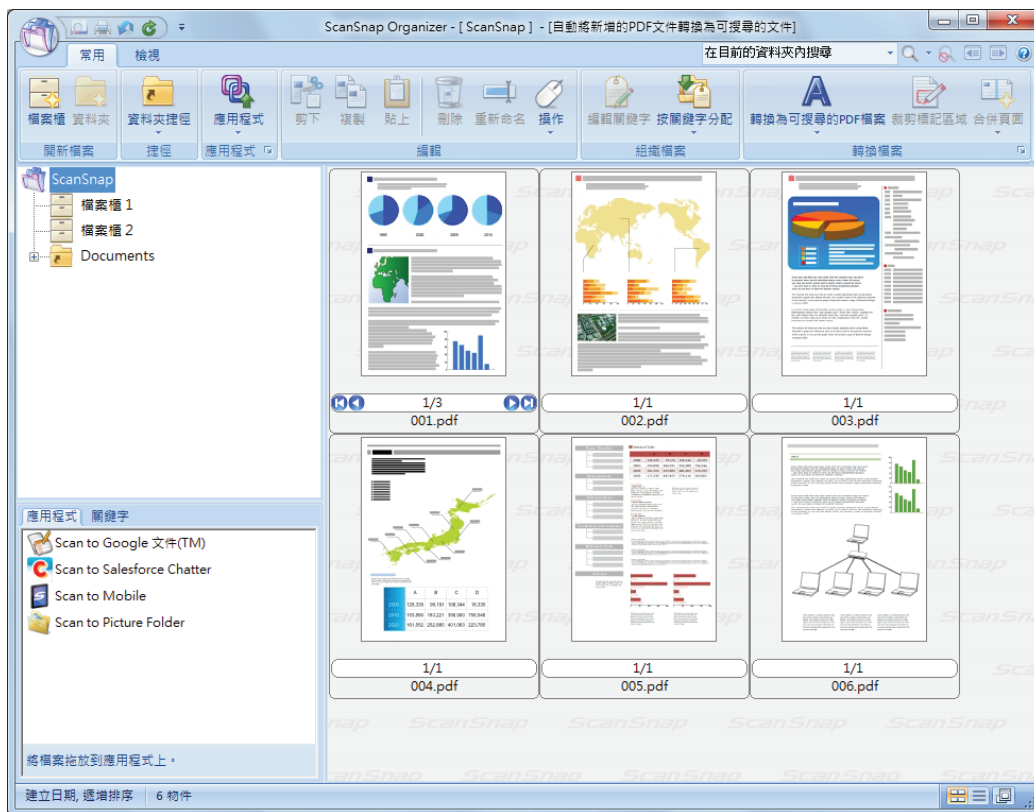 ScanSnap Organizer - [ ScanSnap ] - [自動將新增的PDF文件轉換為可搜尋的文件]
常用 檢視 在目前的資料夾內搜尋
檔案櫃 資料夾 資料夾捷徑 應用程式 剪下 複製 貼上 刪除 重新命名 操作 編輯關鍵字 按關鍵字分配 轉換為可搜尋的PDF檔案 裁剪標記區域 合併頁面
開新檔案 捷徑 應用程式 編輯 組織檔案 轉換檔案
ScanSnap
檔案櫃 1
檔案櫃 2
Documents
1/3 1/1 1/1
001.pdf 002.pdf 003.pdf
A B C D
1/1 1/1 1/1
004.pdf 005.pdf 006.pdf
應用程式 關鍵字
Scan to Google 文件(TM)
Scan to Salesforce Chatter
Scan to Mobile
Scan to Picture Folder
將檔案拖放到應用程式上。
建立日期, 遞增排序 6 物件
ScanSnap